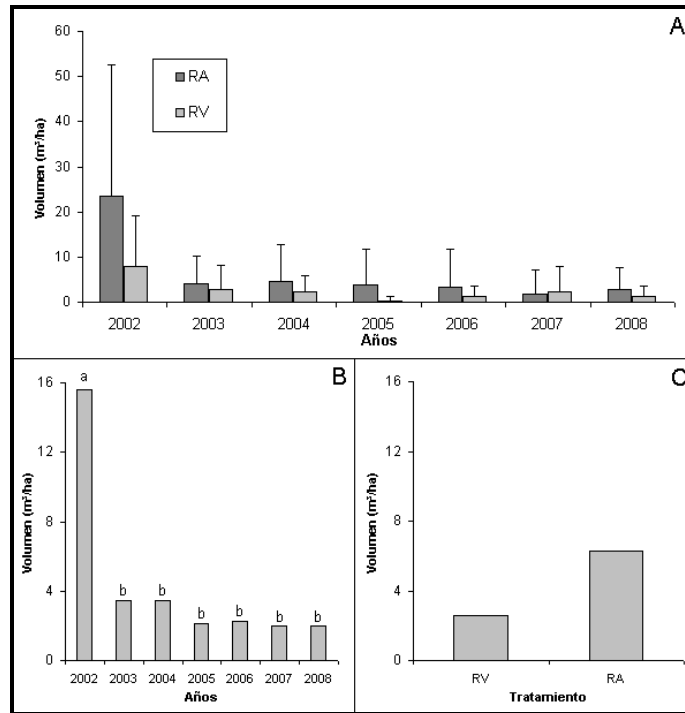 A
60
50
40
30
20
10
0
Volumen (m³/ha)
RA
RV
2002 2003 2004 2005 2006 2007 2008
Años
B
16
12
8
4
0
Volumen (m³/ha)
a
b b b b b b
2002 2003 2004 2005 2006 2007 2008
Años
C
16
12
8
4
0
Volumen (m³/ha)
RV RA
Tratamiento